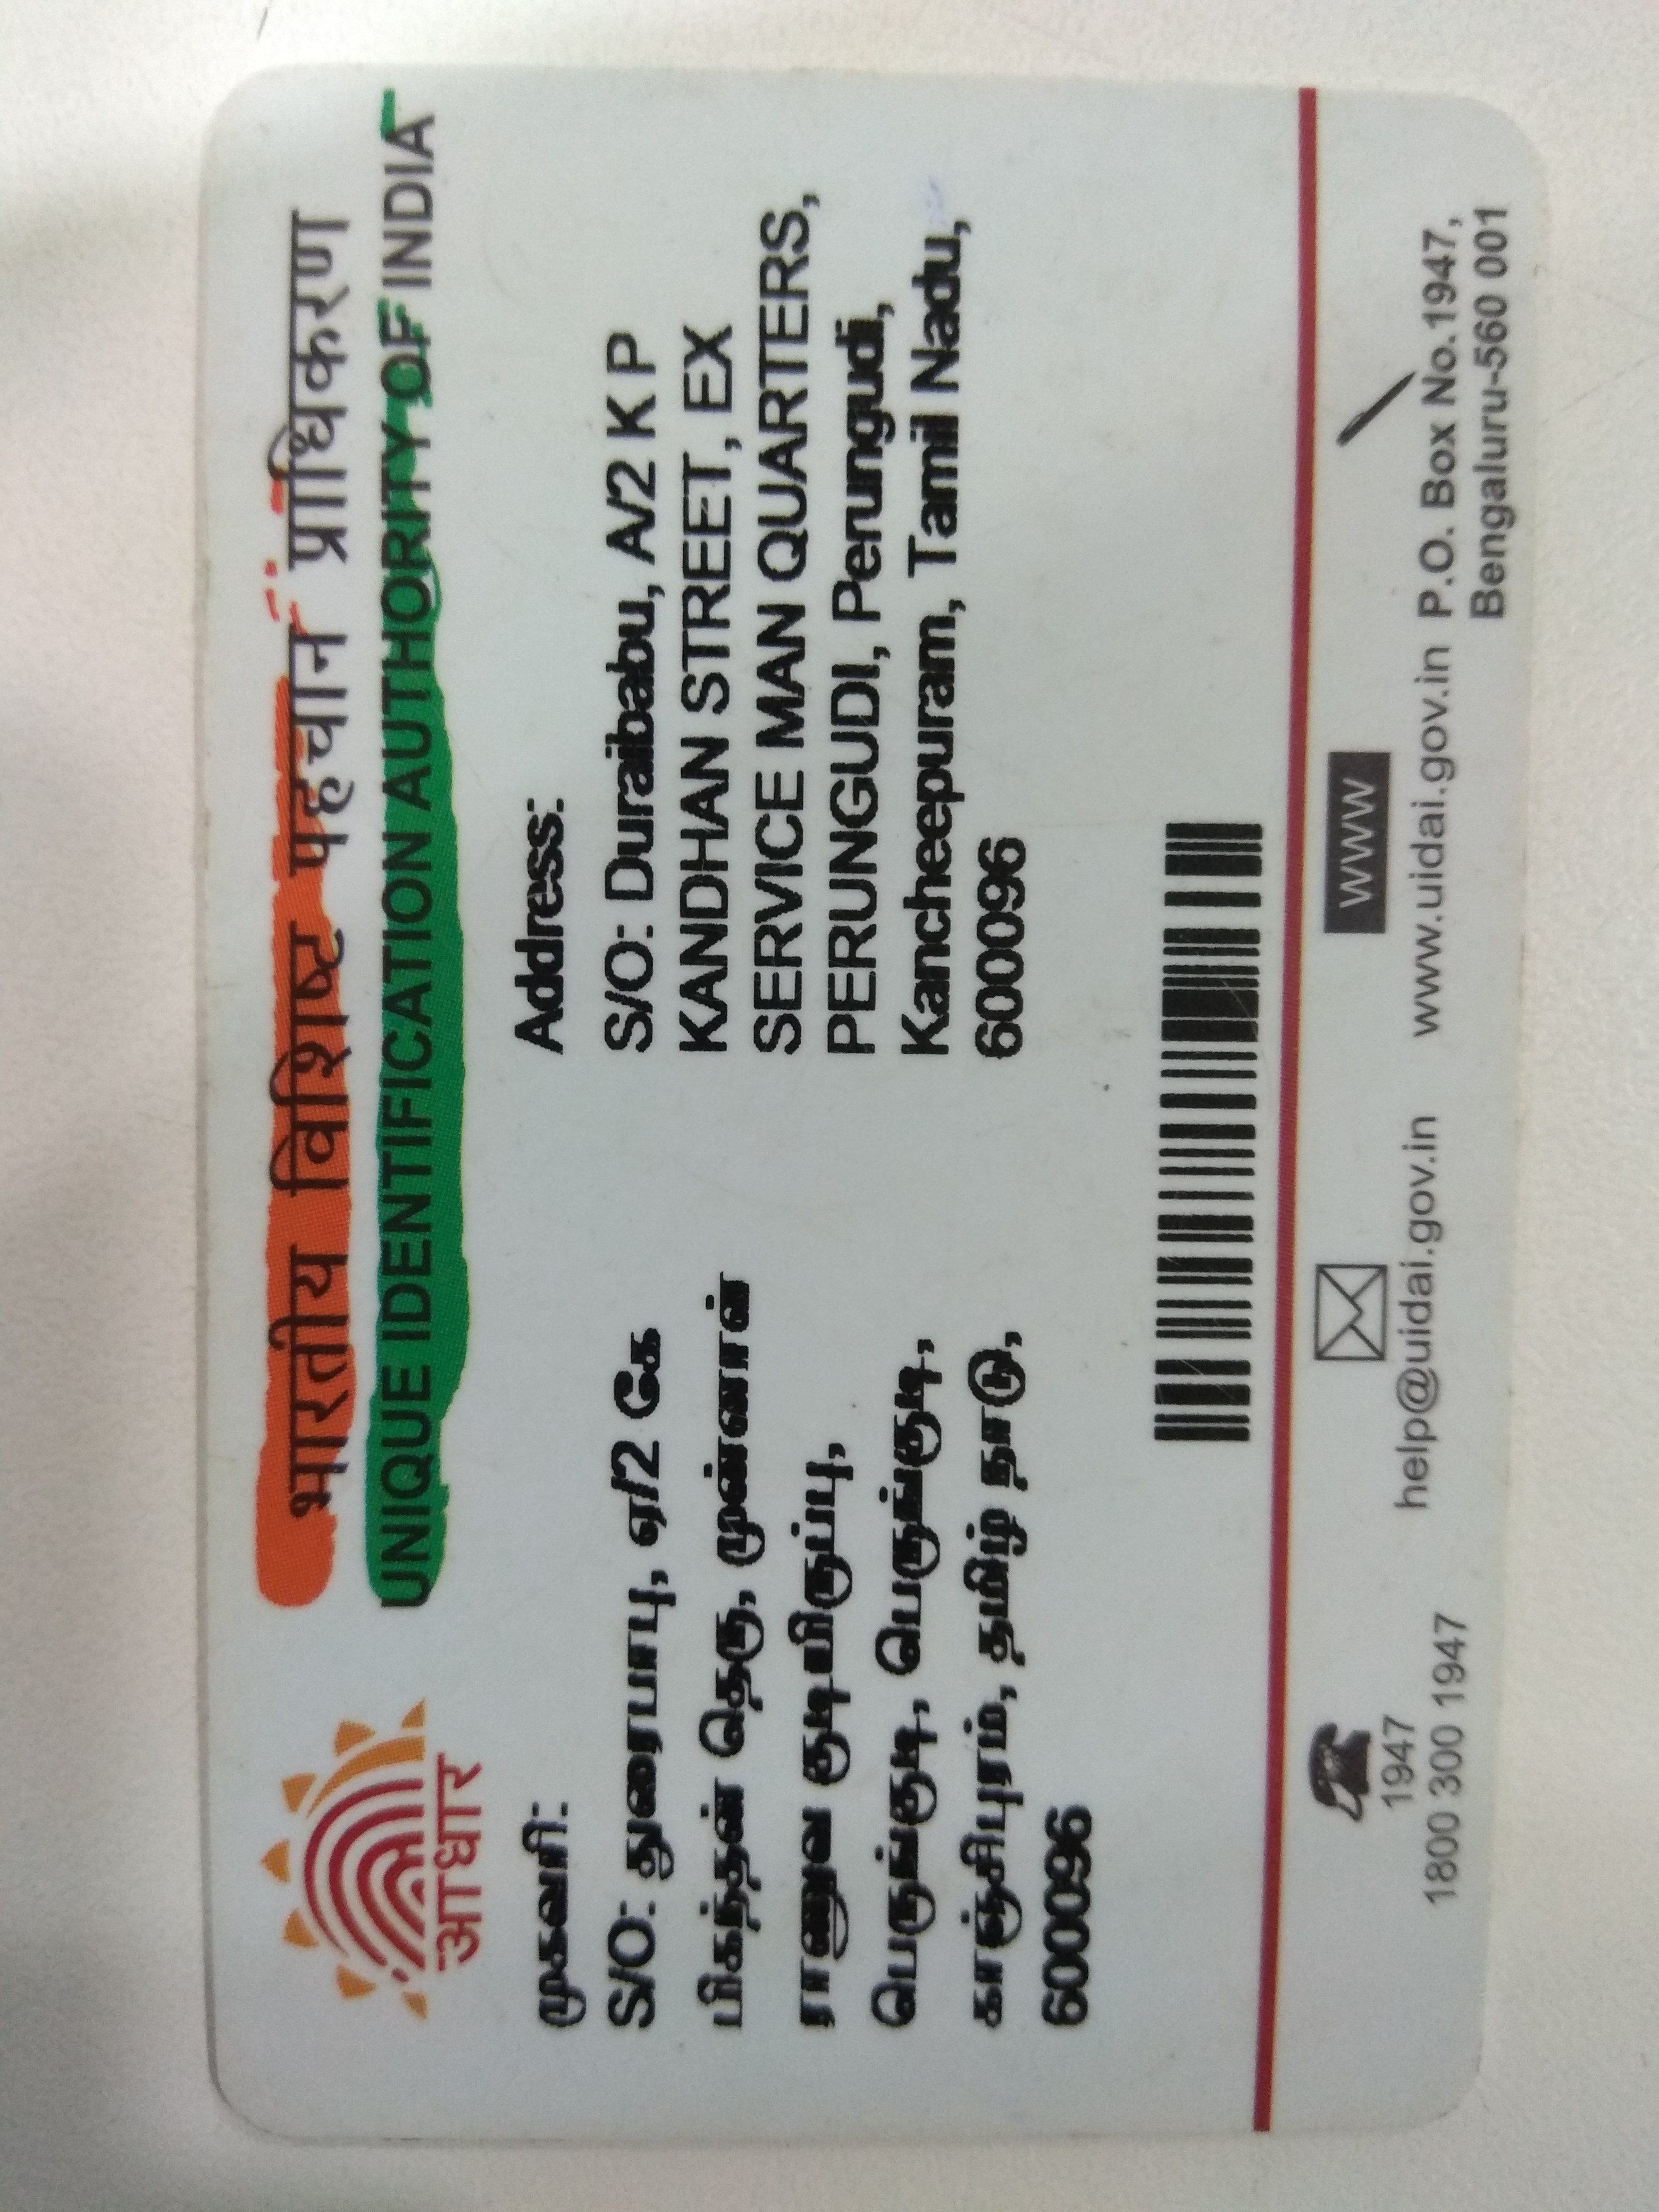 भारतीय विशिष्ट पहचान प्राधिकरण
UNIQUE IDENTIFICATION AUTHORITY OF INDIA
आधार
முகவரி:
S/O: துரைபாபு, ஏ/2 கே
பிகந்தன் தெரு, முன்னாள்
ராணுவ குடியிருப்பு,
பெருங்குடி, பெருங்குடி,
காஞ்சிபுரம், தமிழ் நாடு,
600096
Address:
S/O: Duraibabu, A/2 K P
KANDHAN STREET, EX
SERVICE MAN QUARTERS,
PERUNGUDI, Perungudi,
Kancheepuram, Tamil Nadu,
600096
1947
1800 300 1947
help@uidai.gov.in
WWW
www.uidai.gov.in
P.O. Box No.1947,
Bengaluru-560 001